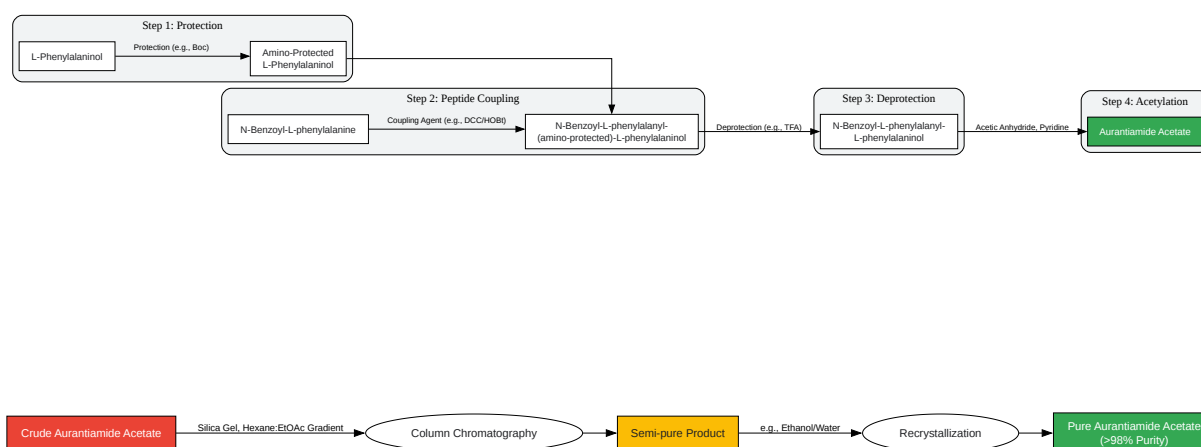 Step 1: Protection
L-Phenylalaninol
Protection (e.g., Boc)
Amino-Protected
L-Phenylalaninol
Step 2: Peptide Coupling
N-Benzoyl-L-phenylalanine
Coupling Agent (e.g., DCC/HOBt)
N-Benzoyl-L-phenylalanyl-
(amino-protected)-L-phenylalaninol
Deprotection (e.g., TFA)
Step 3: Deprotection
N-Benzoyl-L-phenylalanyl-
L-phenylalaninol
Acetic Anhydride, Pyridine
Step 4: Acetylation
Aurantiamide Acetate
Crude Aurantiamide Acetate
Silica Gel, Hexane:EtOAc Gradient
Column Chromatography
Semi-pure Product
e.g., Ethanol/Water
Recrystallization
Pure Aurantiamide Acetate
(>98% Purity)